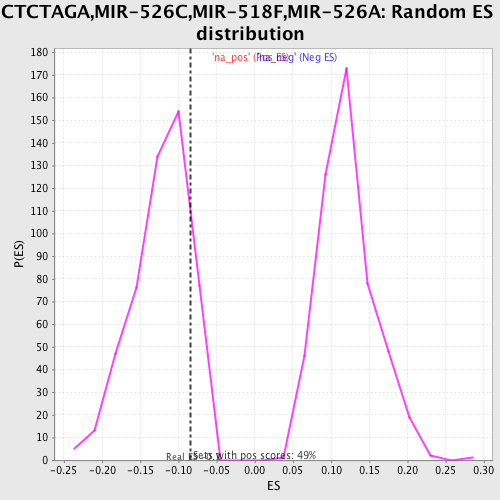 CTCTAGA,MIR-526C,MIR-518F,MIR-526A: Random ES
distribution
'na_pos' (Pos ES)
'na_neg' (Neg ES)
180
170
160
150
140
130
120
110
100
90
80
70
60
50
40
30
20
10
0
P(ES)
Sets with pos scores: 49%
-0.25 -0.20 -0.15 -0.10 -0.05 0.00 0.05 0.10 0.15 0.20 0.25 0.30
ES